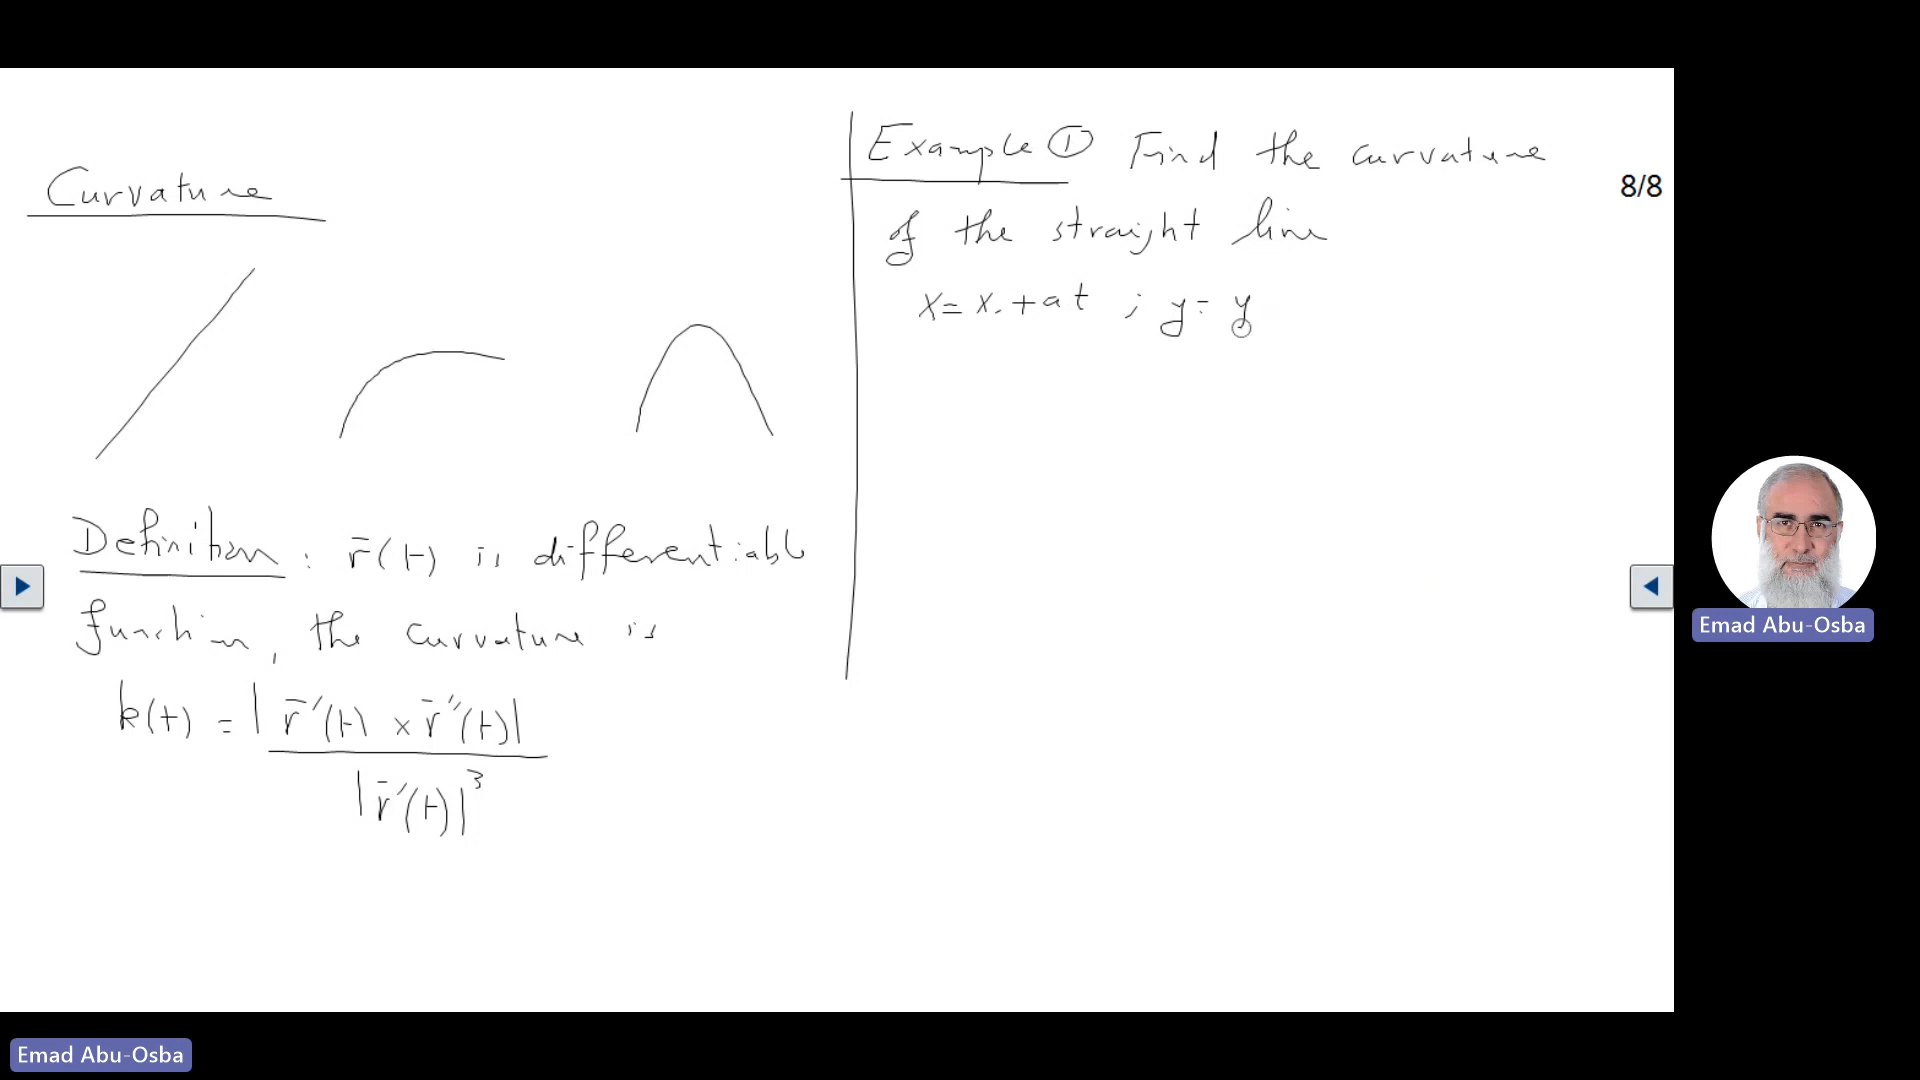 Curvature
Definition : r̄(t) is differentiable
function, the curvature is
k(t) = |r̄′(t) × r̄″(t)|
|r̄′(t)|³
Example ① Find the curvature
of the straight line
x = x₀ + at ; y = y₀
8/8
Emad Abu-Osba
Emad Abu-Osba